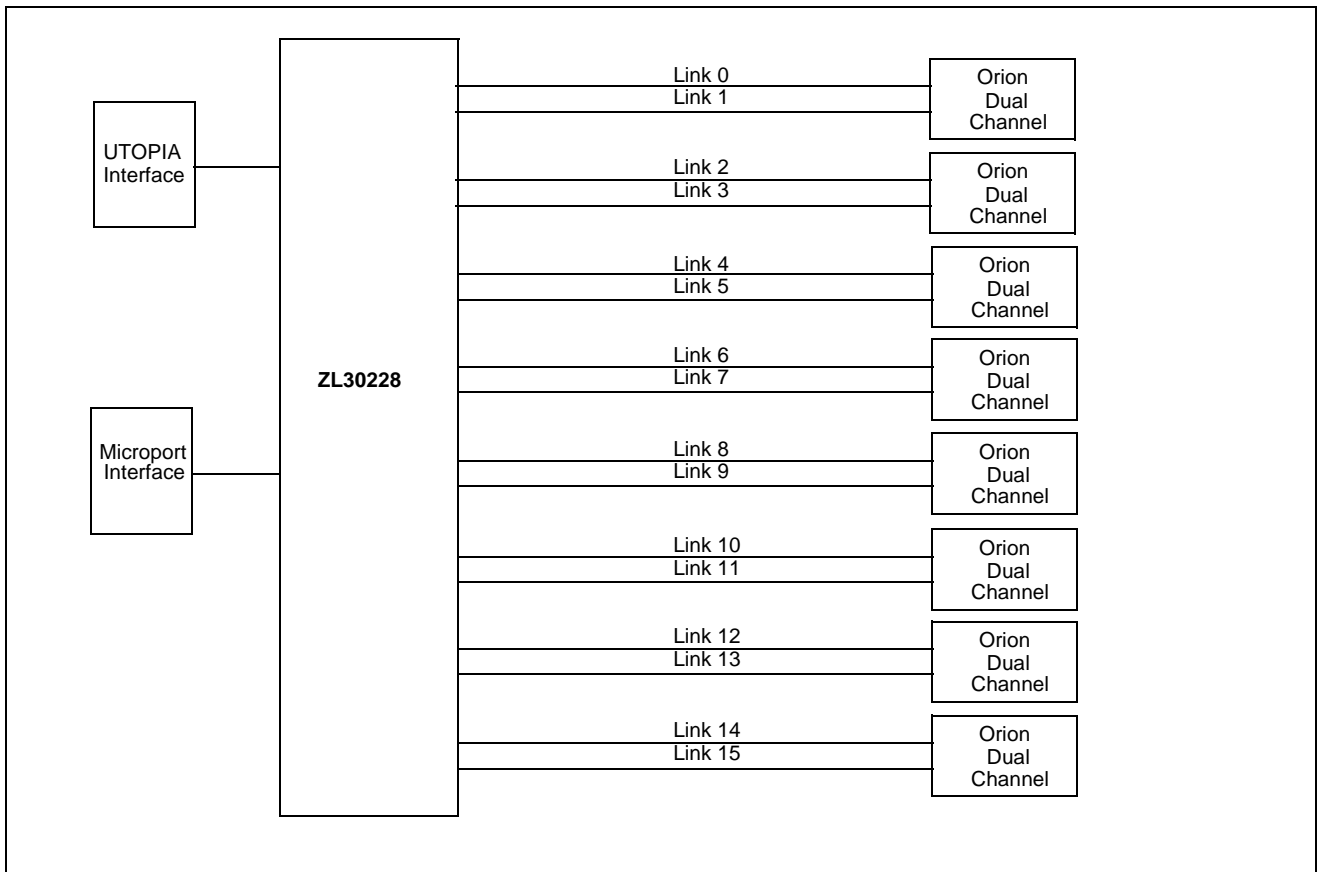 UTOPIA
Interface
Microport
Interface
ZL30228
Link 0
Link 1
Orion
Dual
Channel
Link 2
Link 3
Orion
Dual
Channel
Link 4
Link 5
Orion
Dual
Channel
Link 6
Link 7
Orion
Dual
Channel
Link 8
Link 9
Orion
Dual
Channel
Link 10
Link 11
Orion
Dual
Channel
Link 12
Link 13
Orion
Dual
Channel
Link 14
Link 15
Orion
Dual
Channel